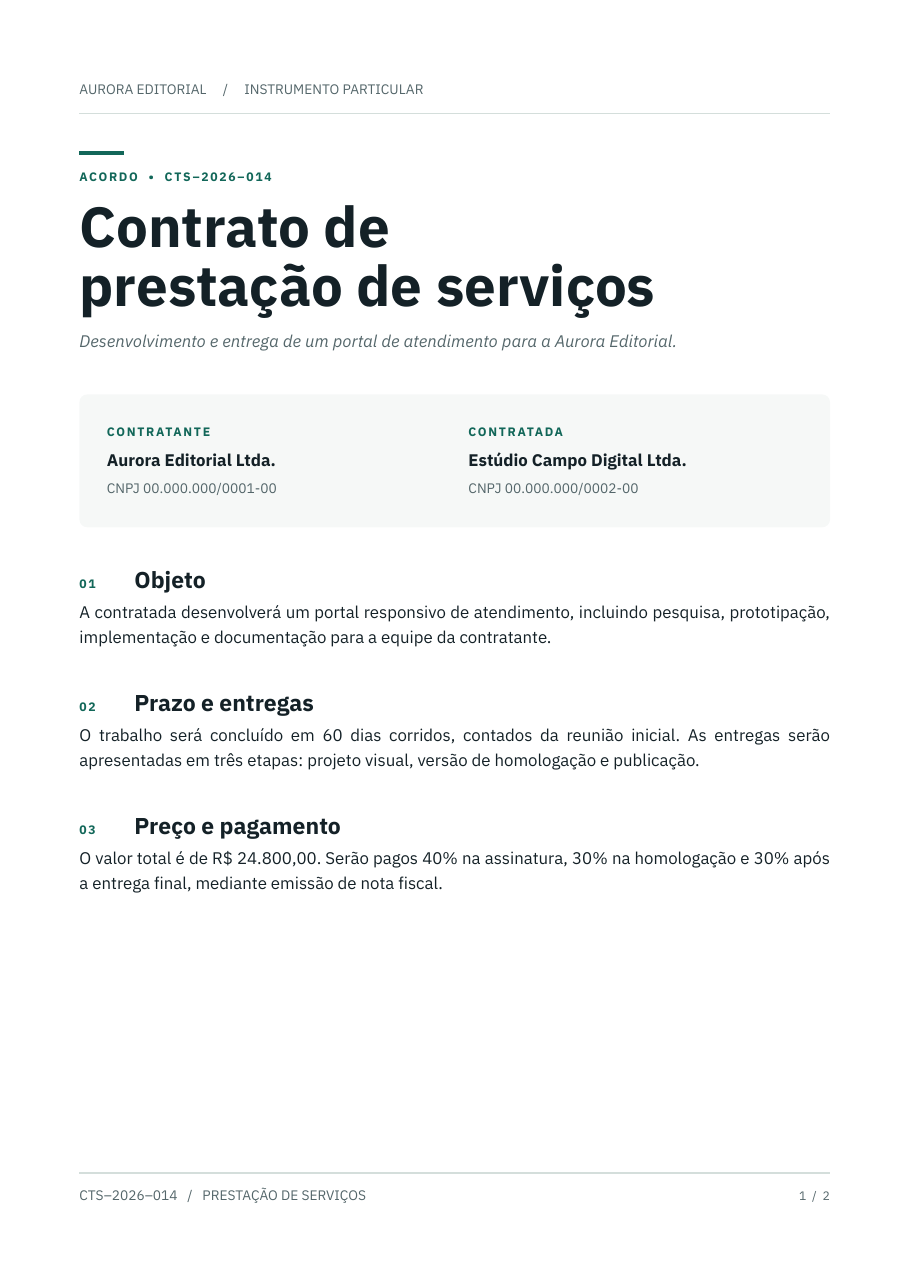 AURORA EDITORIAL / INSTRUMENTO PARTICULAR
ACORDO • CTS–2026–014
Contrato de
prestação de serviços
Desenvolvimento e entrega de um portal de atendimento para a Aurora Editorial.
CONTRATANTE
Aurora Editorial Ltda.
CNPJ 00.000.000/0001-00
CONTRATADA
Estúdio Campo Digital Ltda.
CNPJ 00.000.000/0002-00
01 Objeto
A contratada desenvolverá um portal responsivo de atendimento, incluindo pesquisa, prototipação,
implementação e documentação para a equipe da contratante.
02 Prazo e entregas
O trabalho será concluído em 60 dias corridos, contados da reunião inicial. As entregas serão
apresentadas em três etapas: projeto visual, versão de homologação e publicação.
03 Preço e pagamento
O valor total é de R$ 24.800,00. Serão pagos 40% na assinatura, 30% na homologação e 30% após
a entrega final, mediante emissão de nota fiscal.
CTS–2026–014 / PRESTAÇÃO DE SERVIÇOS
1 / 2